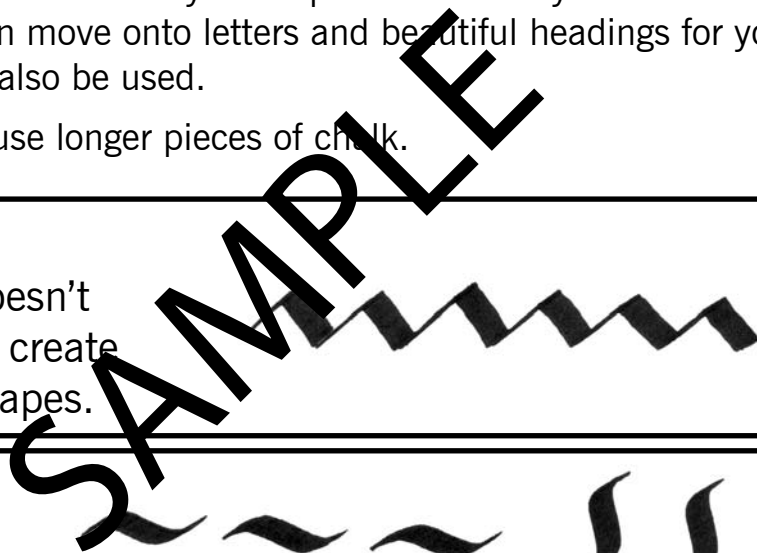 n move onto letters and beautiful headings for yo
also be used.
use longer pieces of chalk.
oesn't
create
apes.
SAMPLE